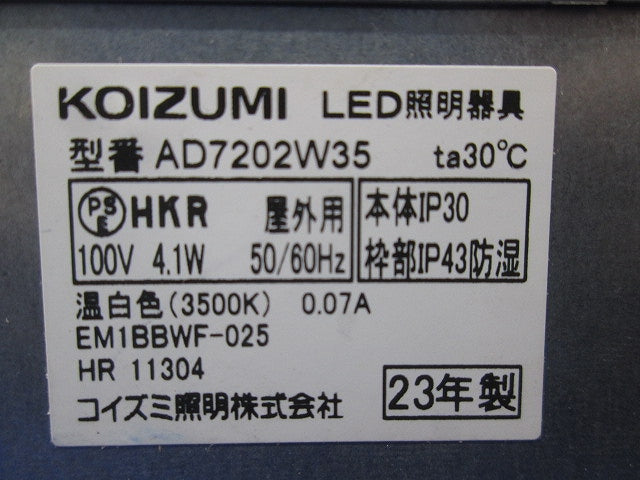 KOIZUMI LED照明器具
型番 AD7202W35 ta30℃
PSE HKR 屋外用 本体IP30
100V 4.1W 50/60Hz 枠部IP43防湿
温白色(3500K) 0.07A
EM1BBWF-025
HR 11304
コイズミ照明株式会社 23年製